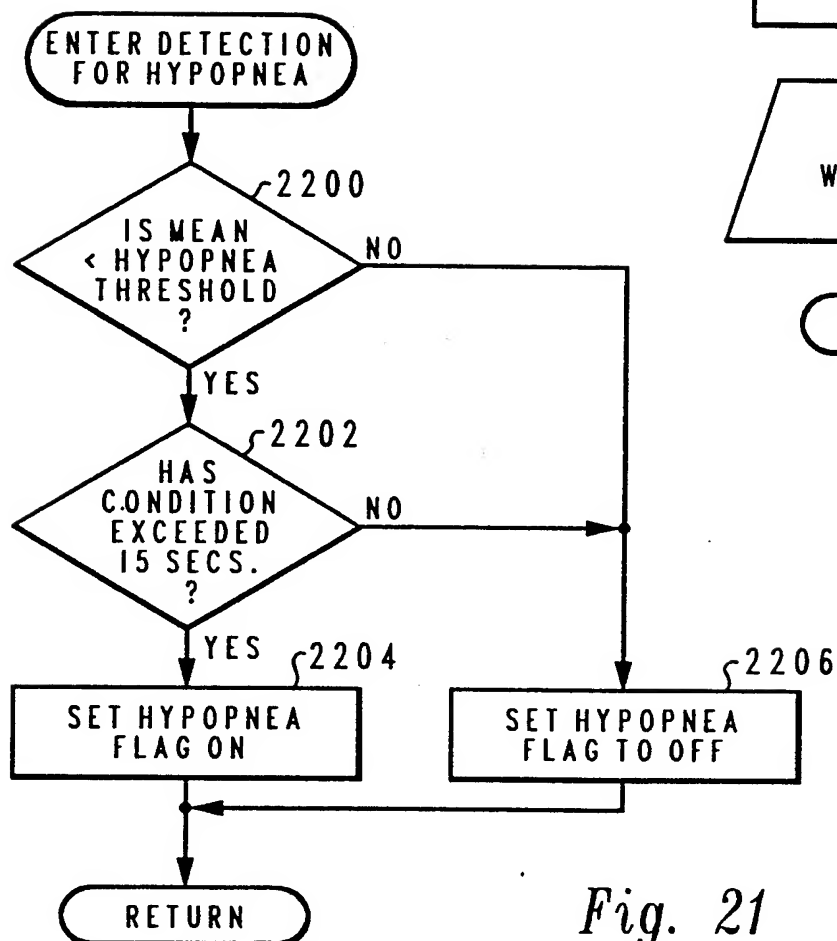 ENTER DETECTION
FOR HYPOPNEA
2200
IS MEAN
< HYPOPNEA
THRESHOLD
?
NO
YES
2202
HAS
C.ONDITION
EXCEEDED
15 SECS.
?
NO
YES
2204
SET HYPOPNEA
FLAG ON
2206
SET HYPOPNEA
FLAG TO OFF
RETURN
Fig. 21
W